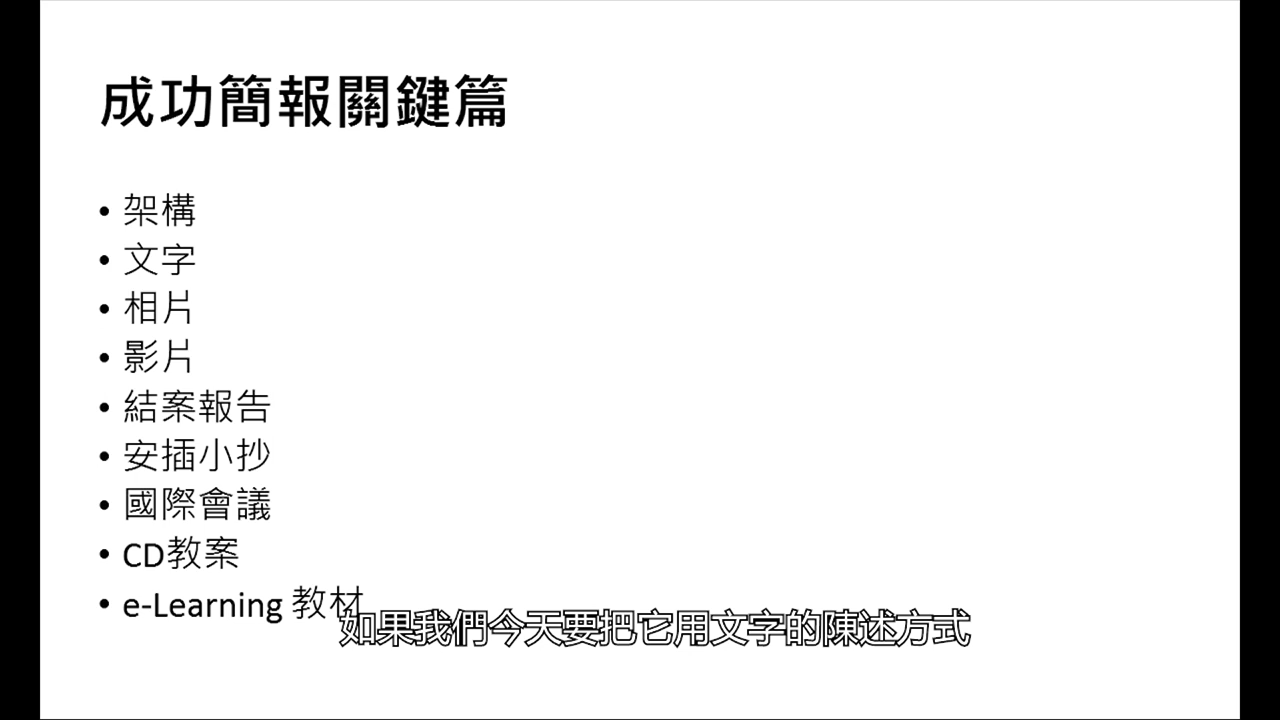 成功簡報關鍵篇
• 架構
• 文字
• 相片
• 影片
• 結案報告
• 安插小抄
• 國際會議
• CD教案
• e-Learning 教材
如果我們今天要把它用文字的陳述方式